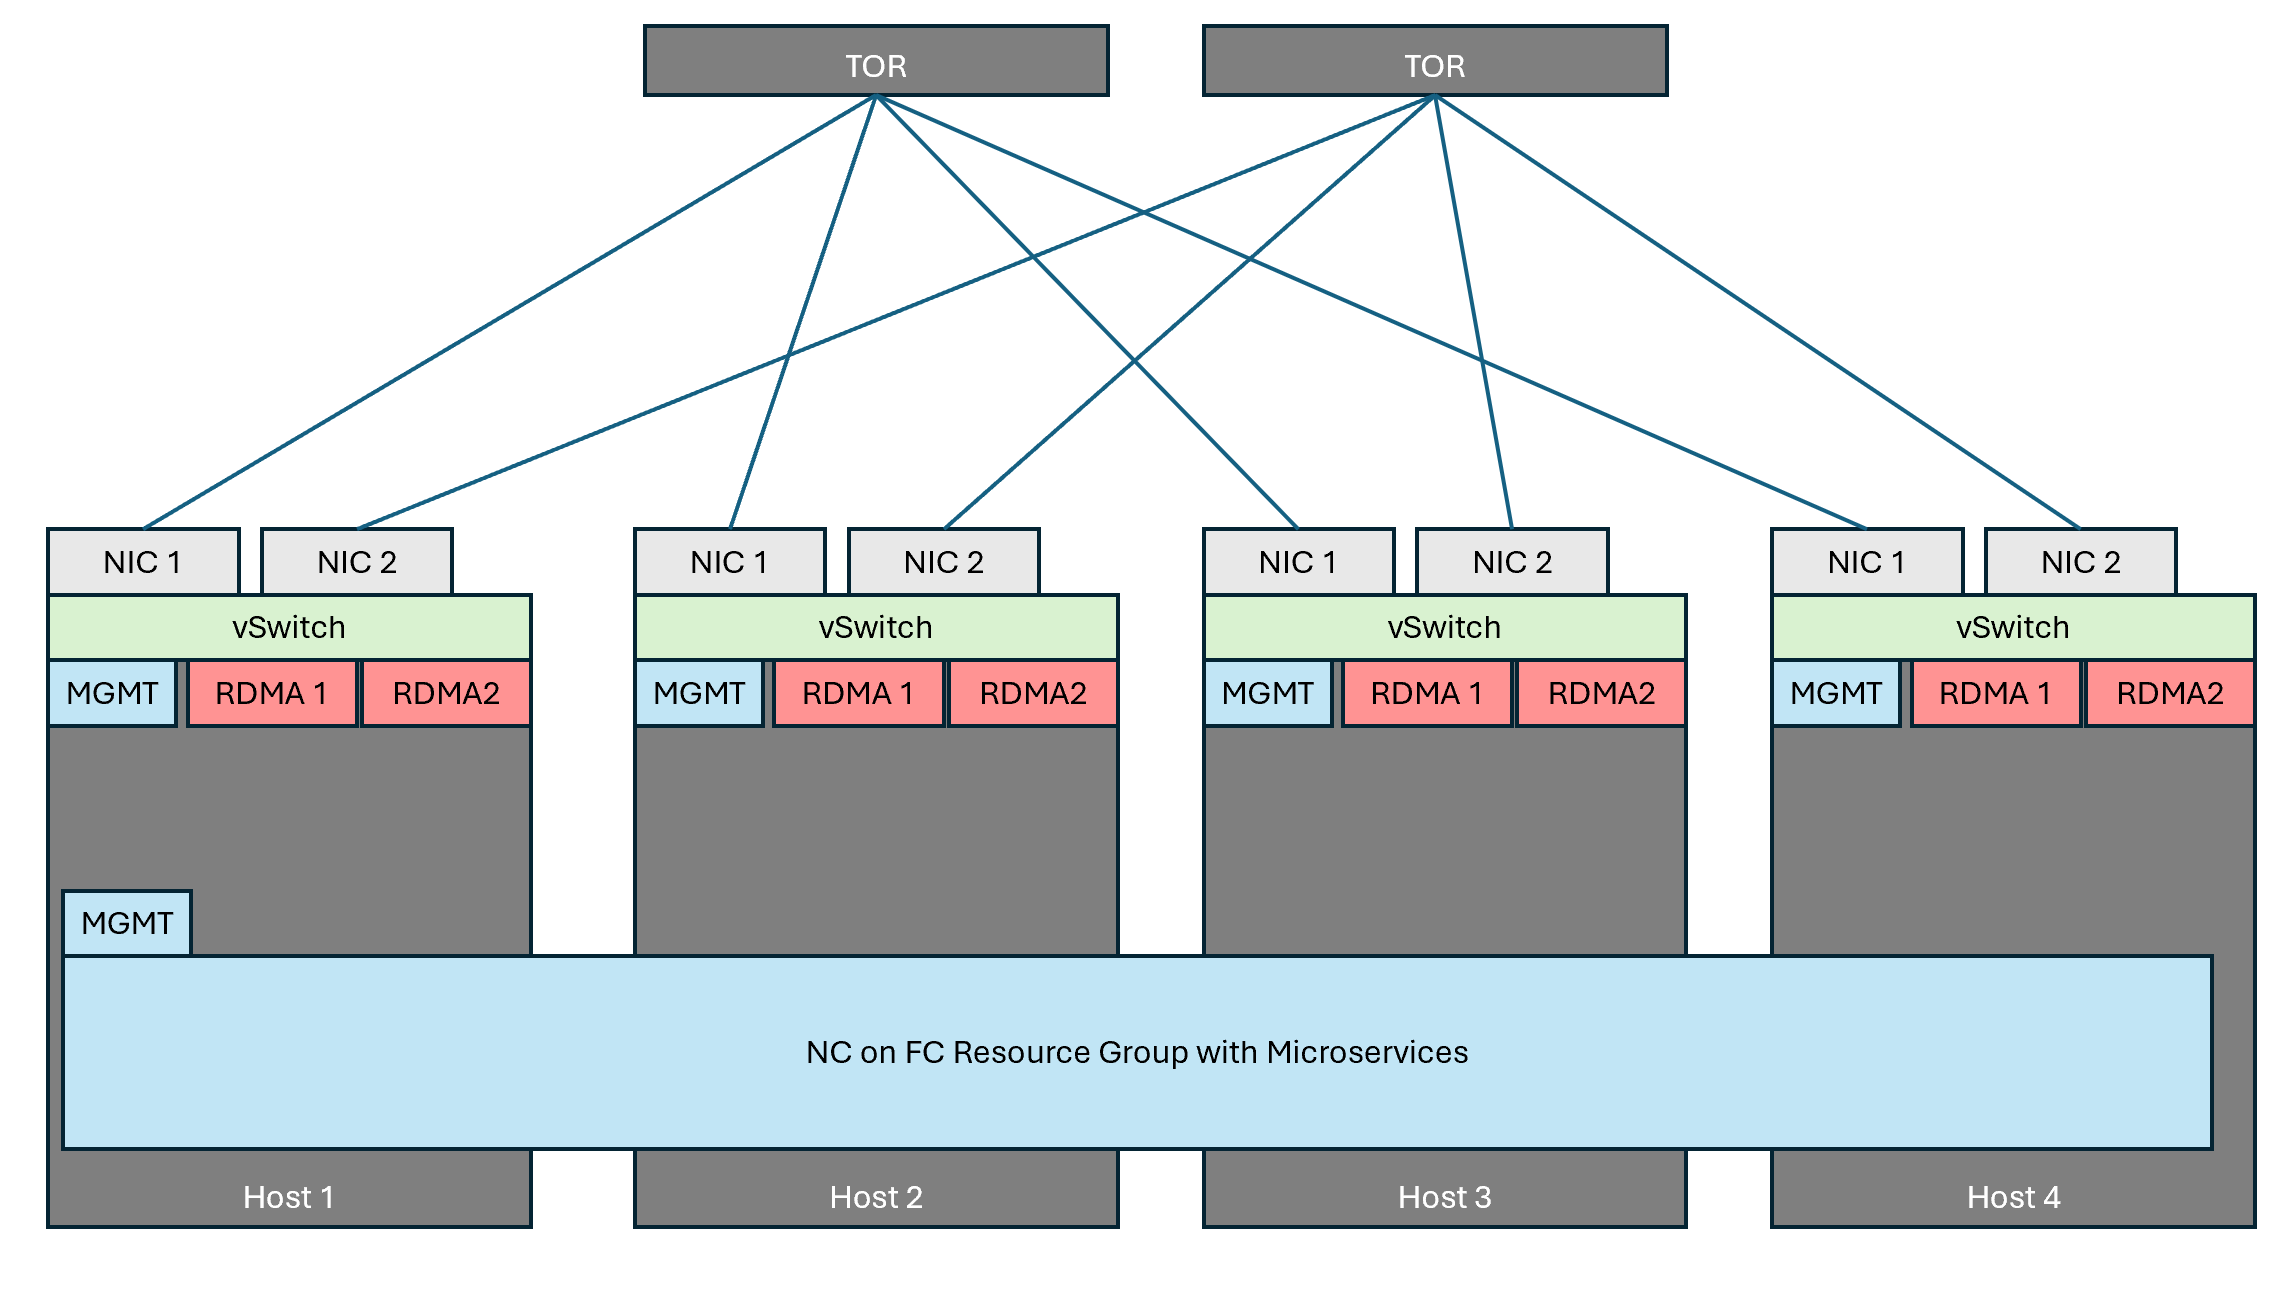 TOR
TOR
NIC 1
NIC 2
NIC 1
NIC 2
NIC 1
NIC 2
NIC 1
NIC 2
vSwitch
vSwitch
vSwitch
vSwitch
MGMT
RDMA 1
RDMA2
MGMT
RDMA 1
RDMA2
MGMT
RDMA 1
RDMA2
MGMT
RDMA 1
RDMA2
MGMT
NC on FC Resource Group with Microservices
Host 1
Host 2
Host 3
Host 4